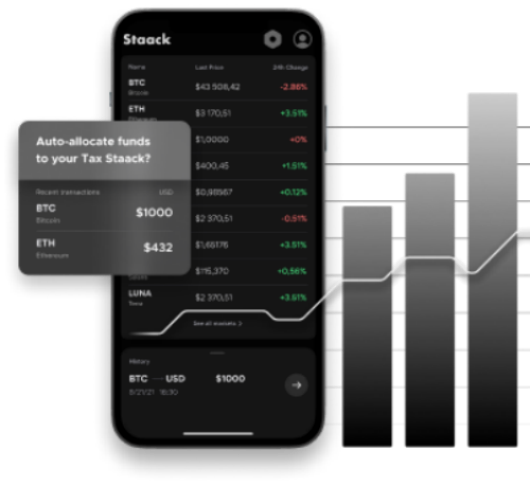 Staack
Name Last Price 24h Change
BTC $43 508,42 -2.86%
Bitcoin
ETH $3 170,51 +3.51%
Ethereum
$1,0000 +0%
$400,45 +1.51%
$0,98567 +0.12%
$2 370,51 -0.51%
$1,65176 +3.51%
$115,370 +0,56%
LUNA $2 370,51 +3.51%
Terra
See all markets >
Auto-allocate funds
to your Tax Staack?
Recent transactions USD
BTC $1000
Bitcoin
ETH $432
Ethereum
History
BTC USD $1000
8/21/21 16:30